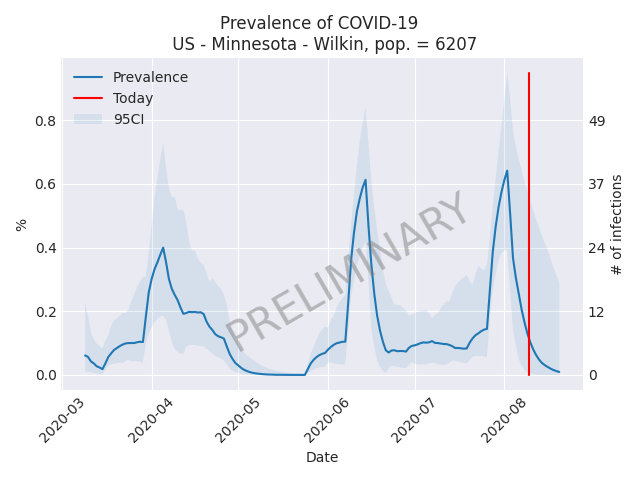 Prevalence of COVID-19
US - Minnesota - Wilkin, pop. = 6207
Prevalence
Today
95CI
0.8
0.6
0.4
0.2
0.0
%
49
37
24
12
0
# of infections
PRELIMINARY
2020-03
2020-04
2020-05
2020-06
2020-07
2020-08
Date